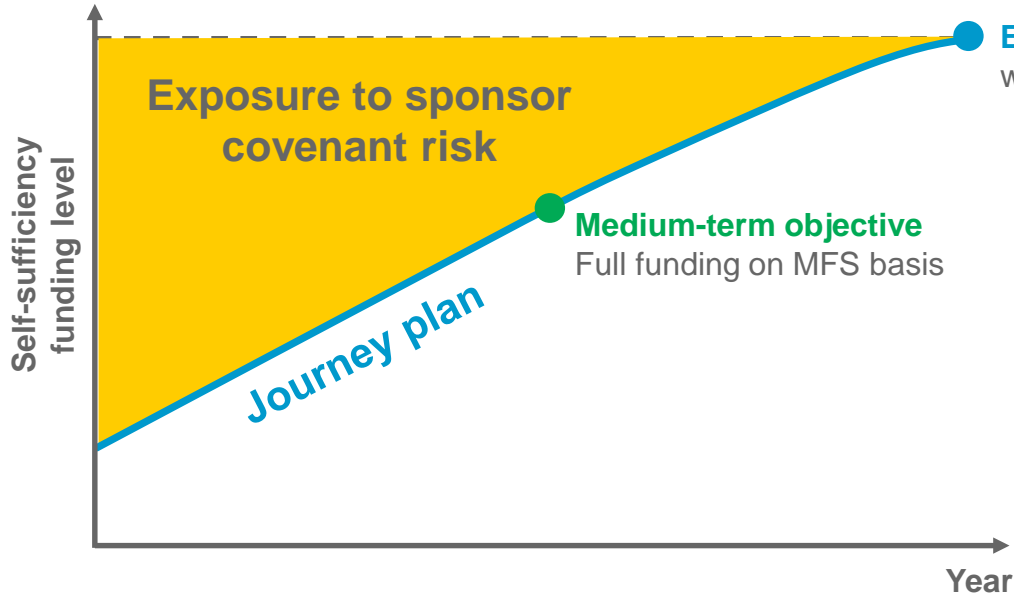 Exposure to sponsor
covenant risk
Self-sufficiency
funding level
Medium-term objective
Full funding on MFS basis
Journey plan
Year